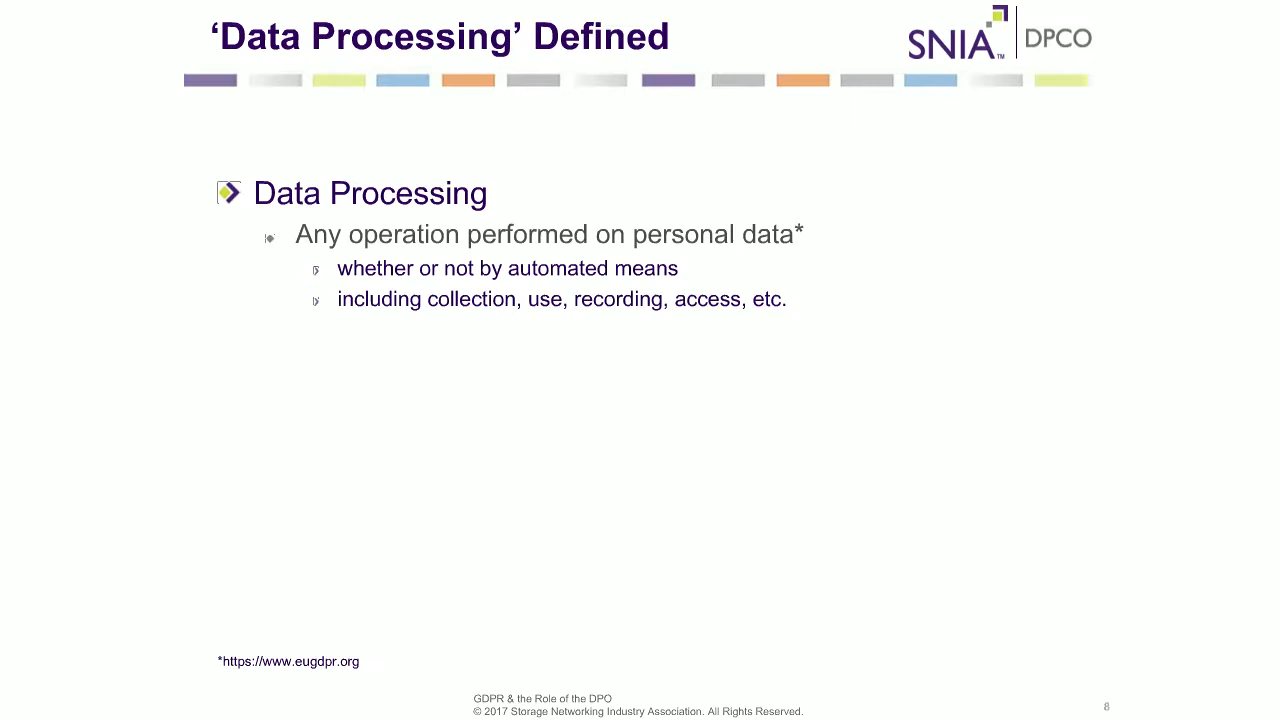 ‘Data Processing’ Defined
SNIA™ DPCO
Data Processing
Any operation performed on personal data*
whether or not by automated means
including collection, use, recording, access, etc.
*https://www.eugdpr.org
GDPR & the Role of the DPO
© 2017 Storage Networking Industry Association. All Rights Reserved.
8